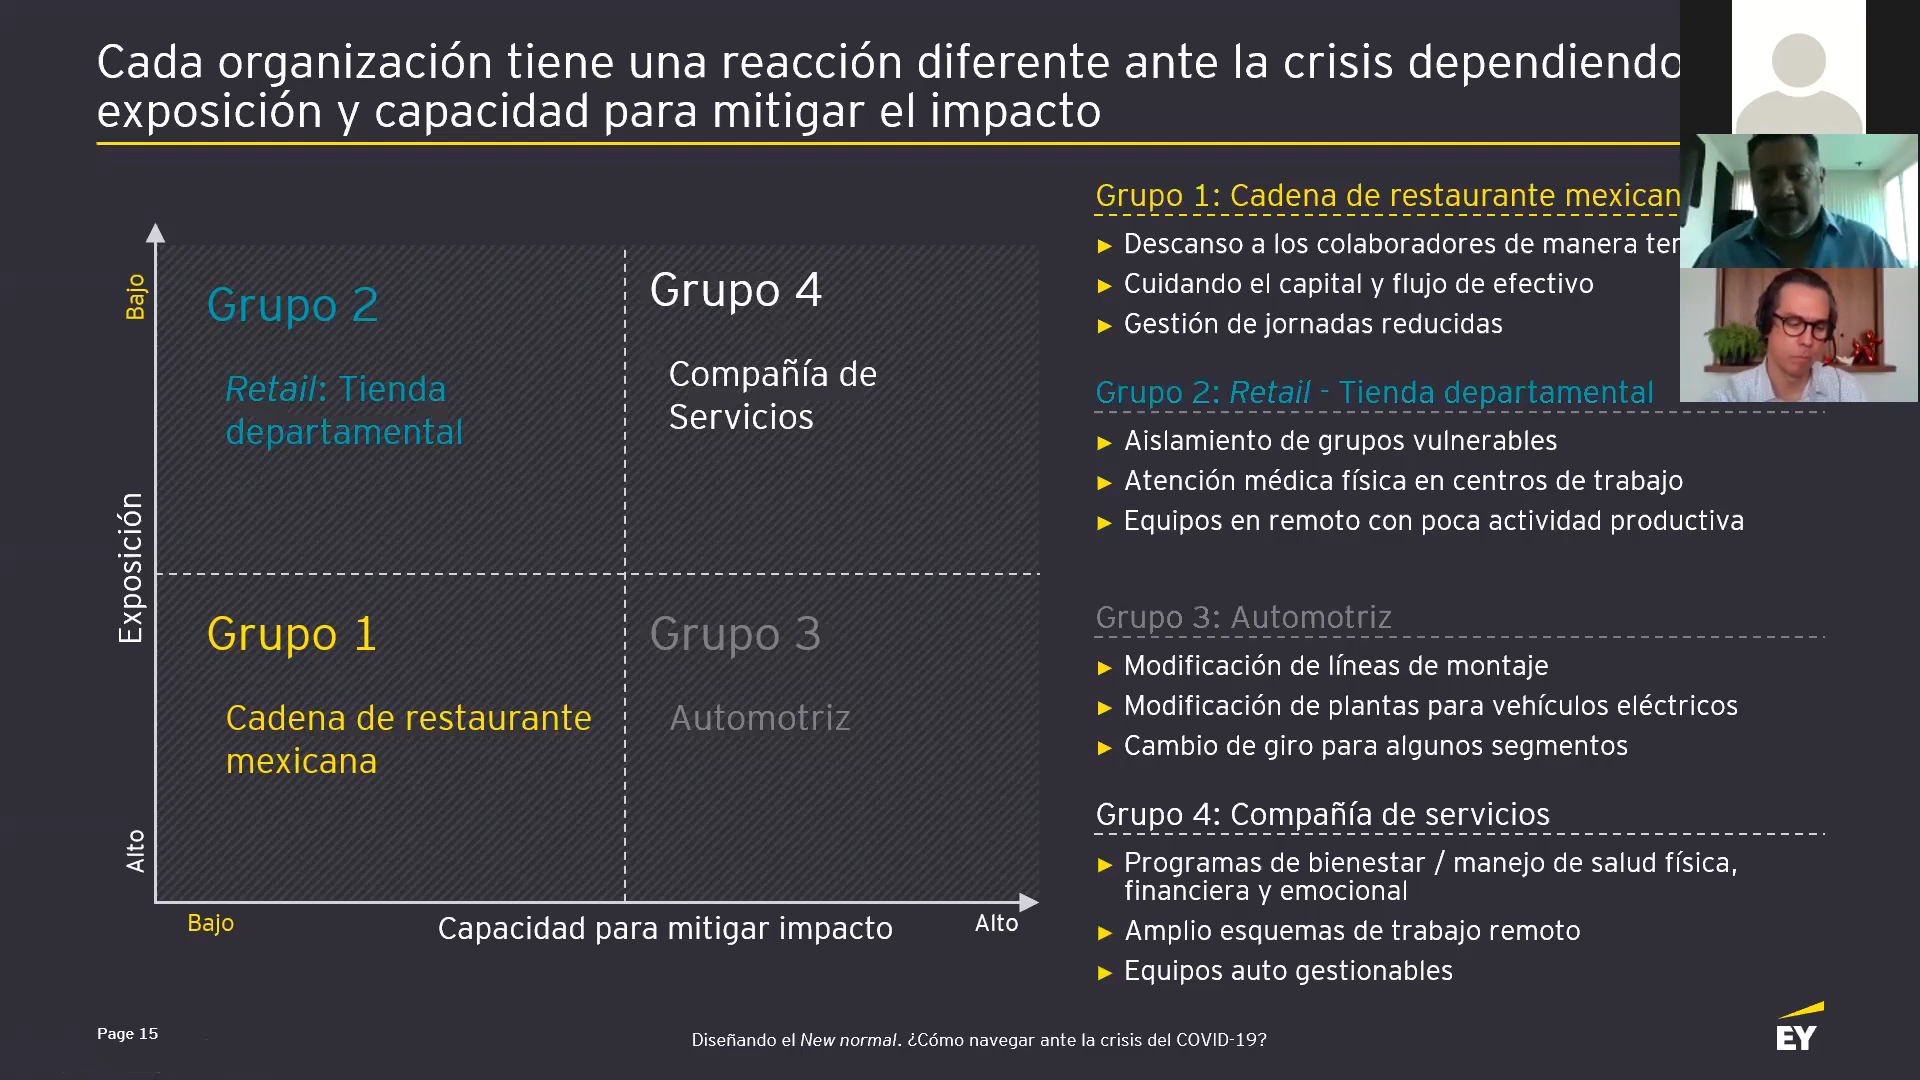 Cada organización tiene una reacción diferente ante la crisis dependiendo
exposición y capacidad para mitigar el impacto
Bajo
Exposición
Alto
Grupo 2
Retail: Tienda
departamental
Grupo 4
Compañía de
Servicios
Grupo 1
Cadena de restaurante
mexicana
Grupo 3
Automotriz
Bajo
Capacidad para mitigar impacto
Alto
Grupo 1: Cadena de restaurante mexican
► Descanso a los colaboradores de manera
► Cuidando el capital y flujo de efectivo
► Gestión de jornadas reducidas
Grupo 2: Retail - Tienda departamental
► Aislamiento de grupos vulnerables
► Atención médica física en centros de trabajo
► Equipos en remoto con poca actividad productiva
Grupo 3: Automotriz
► Modificación de líneas de montaje
► Modificación de plantas para vehículos eléctricos
► Cambio de giro para algunos segmentos
Grupo 4: Compañía de servicios
► Programas de bienestar / manejo de salud física,
financiera y emocional
► Amplio esquemas de trabajo remoto
► Equipos auto gestionables
Page 15
Diseñando el New normal. ¿Cómo navegar ante la crisis del COVID-19?
EY